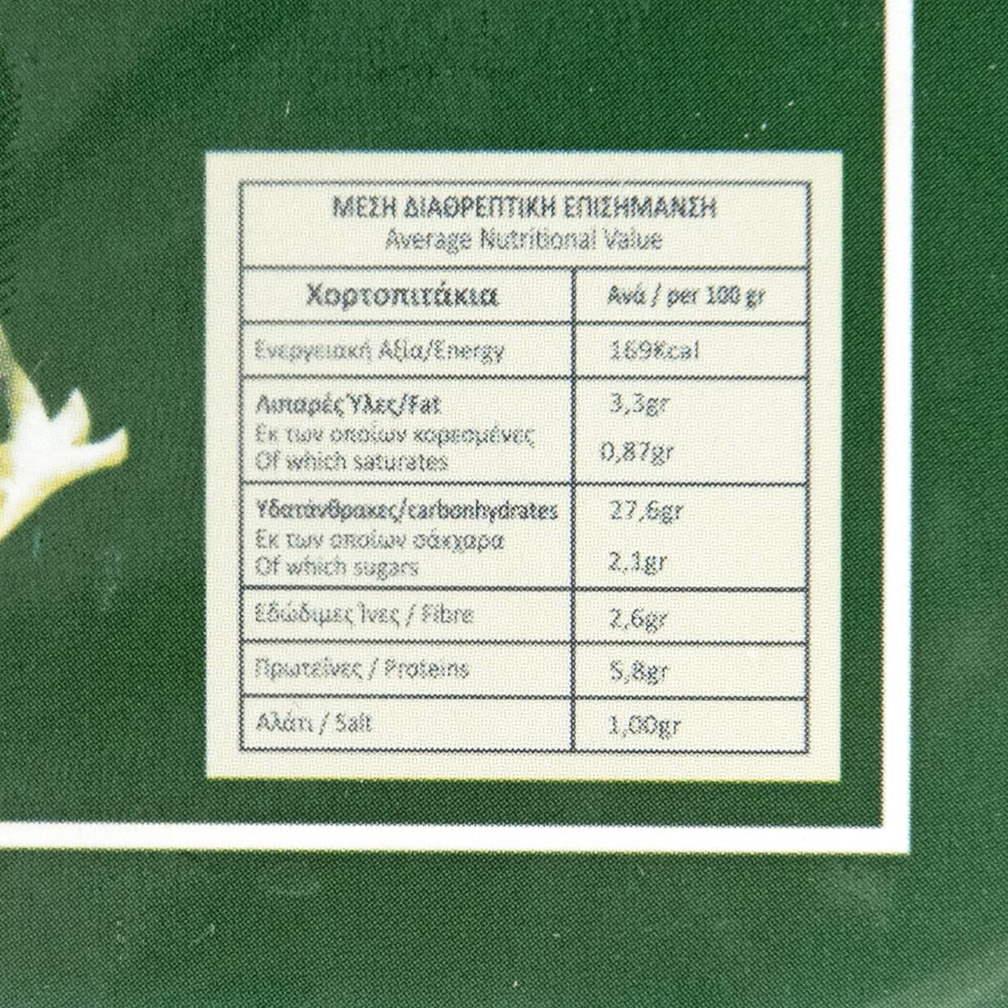 ΜΕΣΗ ΔΙΑΘΡΕΠΤΙΚΗ ΕΠΙΣΗΜΑΝΣΗ
Average Nutritional Value
Χορτοπιτάκια Ανά / per 100 gr
Ενεργειακή Αξία/Energy 169Kcal
Λιπαρές Ύλες/Fat 3,3gr
Εκ των οποίων κορεσμένες
Of which saturates 0,87gr
Υδατάνθρακες/carbonhydrates 27,6gr
Εκ των οποίων σάκχαρα
Of which sugars 2,1gr
Εδώδιμες Ίνες / Fibre 2,6gr
Πρωτεΐνες / Proteins 5,8gr
Αλάτι / Salt 1,00gr